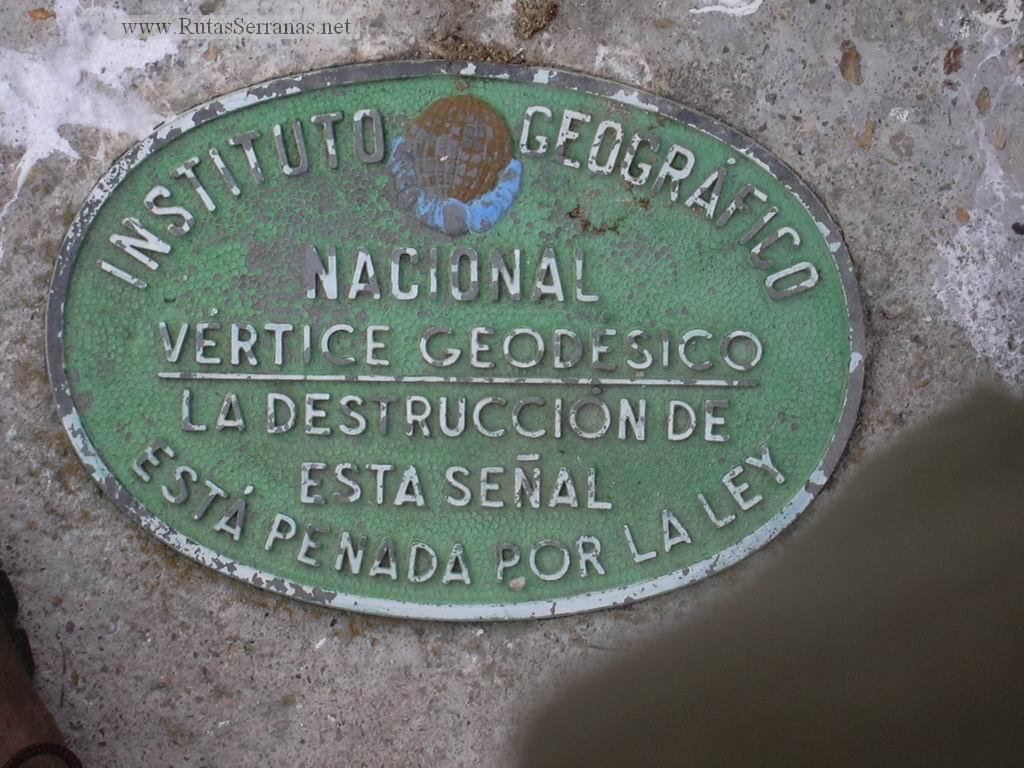 www.RutasSerranas.net
INSTITUTO GEOGRÁFICO
NACIONAL
VÉRTICE GEODESICO
LA DESTRUCCIÓN DE
ESTA SEÑAL
ESTÁ PENADA POR LA LEY